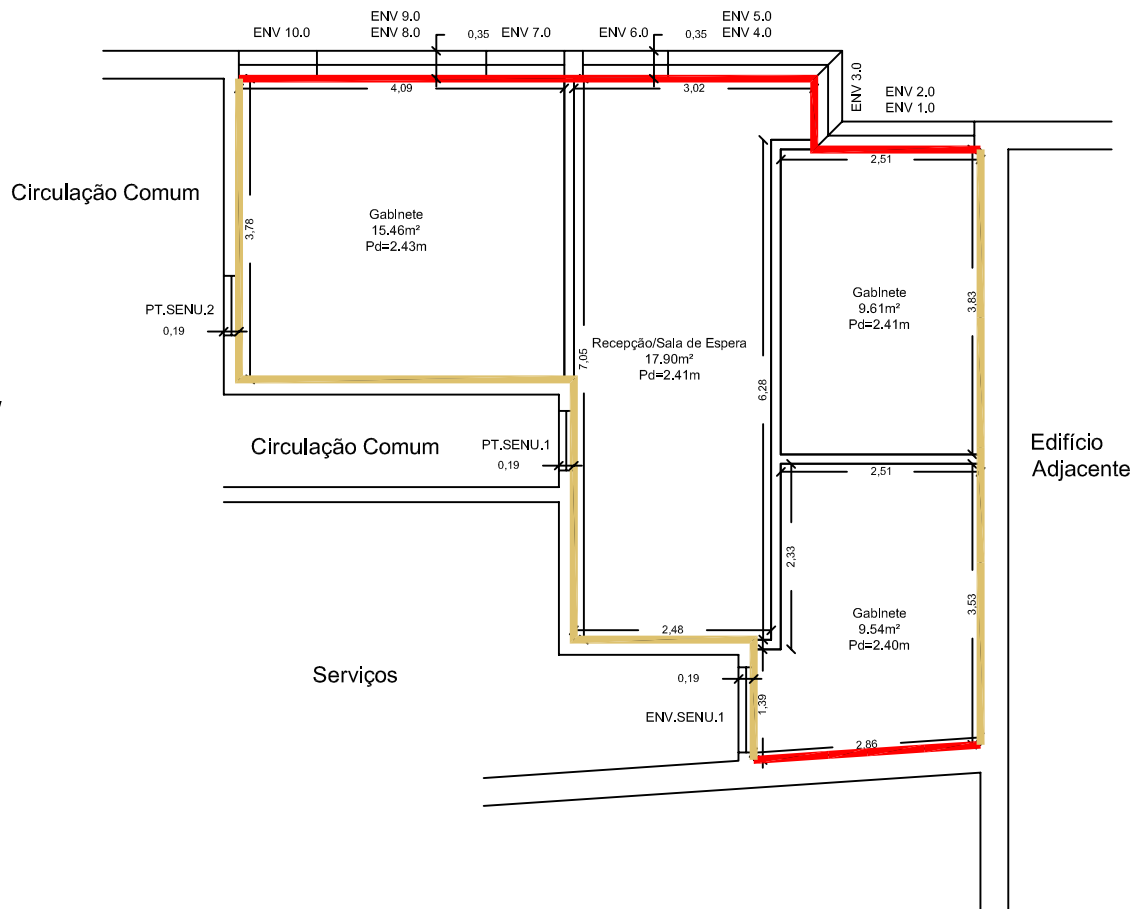 ENV 9.0
ENV 5.0
ENV 10.0
ENV 8.0
0,35
ENV 7.0
ENV 6.0
0,35
ENV 4.0
ENV 3.0
ENV 2.0
ENV 1.0
4,09
3,02
2,51
Circulação Comum
3,78
Gabinete
15.46m²
Pd=2.43m
PT.SENU.2
0,19
Gabinete
9.61m²
Pd=2.41m
3,83
Recepção/Sala de Espera
17.90m²
Pd=2.41m
7,05
6,28
Circulação Comum
PT.SENU.1
0,19
Edifício
Adjacente
2,51
2,33
3,53
Gabinete
9.54m²
Pd=2.40m
2,48
Serviços
0,19
1,39
ENV.SENU.1
2,86